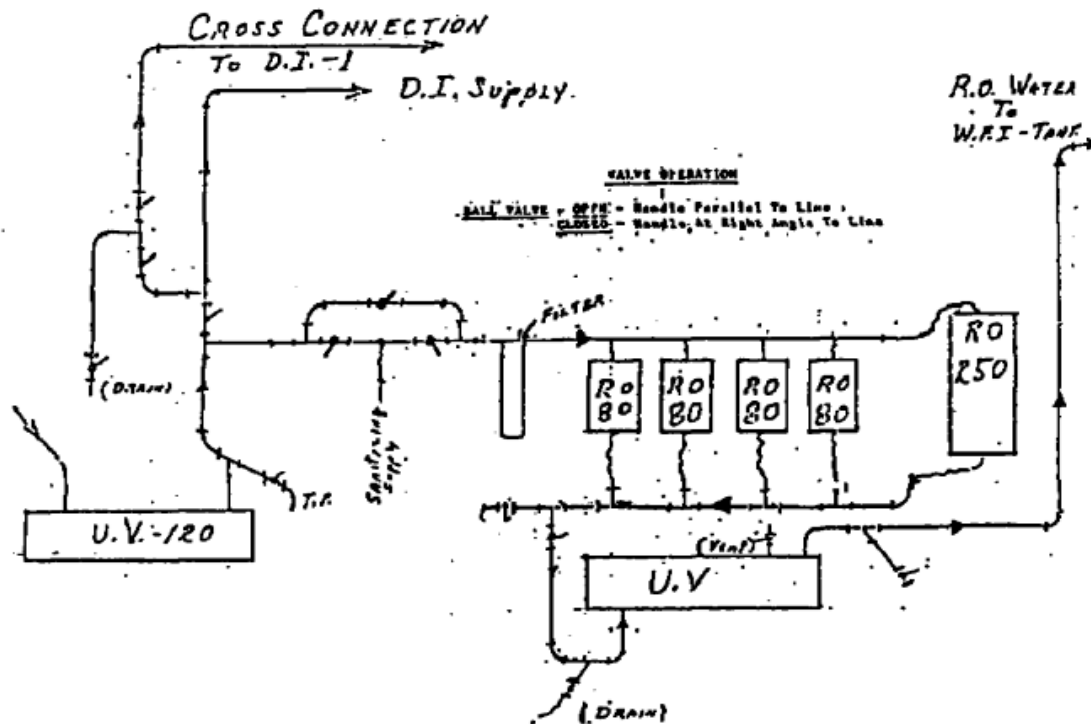 CROSS CONNECTION
TO D.I.-1
D.I. Supply
R.O. WATER
To
W.F.I-TANK
VALVE OPERATION
BALL VALVE - OPEN - Handle Parallel To Line
CLOSED - Handle At Right Angle To Line
FILTER
RO
250
(DRAIN)
RO
80
RO
80
RO
80
RO
80
SANITIZING
Supply
T.P.
U.V.-120
(Vent)
U.V
(DRAIN)